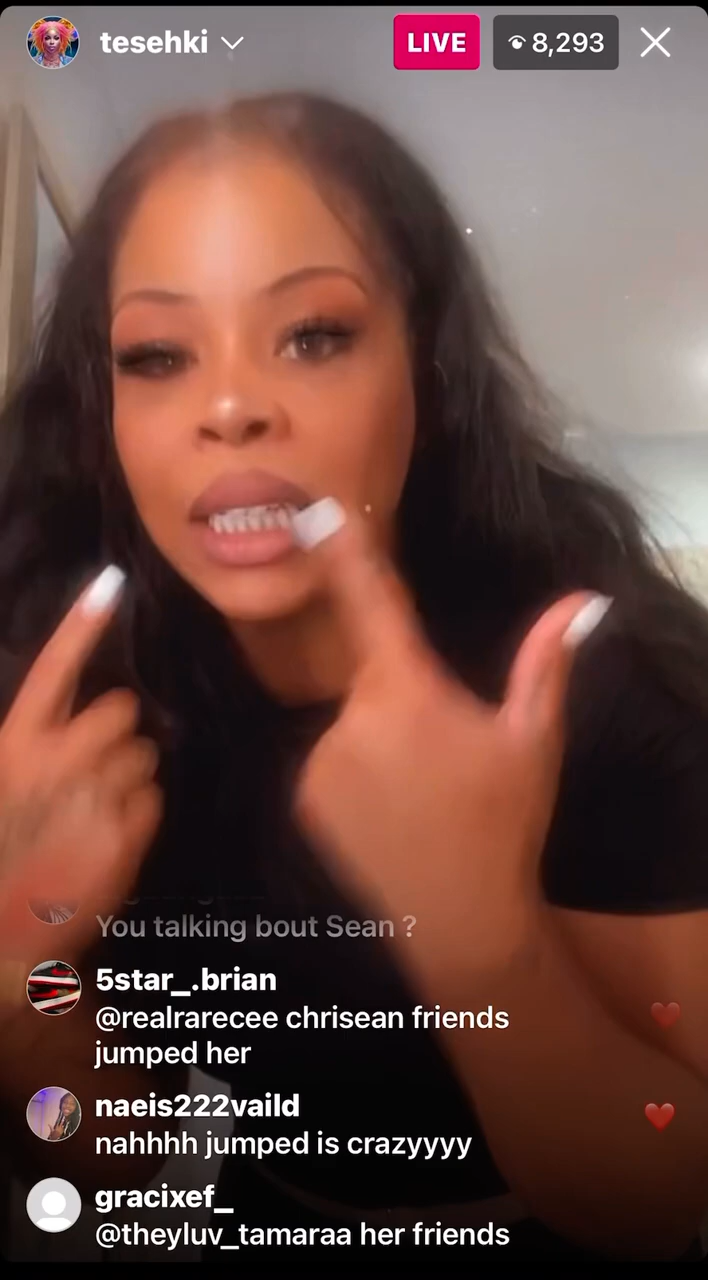 tesehki
LIVE
8,293
You talking bout Sean ?
5star_.brian
@realrarecee chrisean friends
jumped her
naeis222vaild
nahhhh jumped is crazyyyy
gracixef_
@theyluv_tamaraa her friends